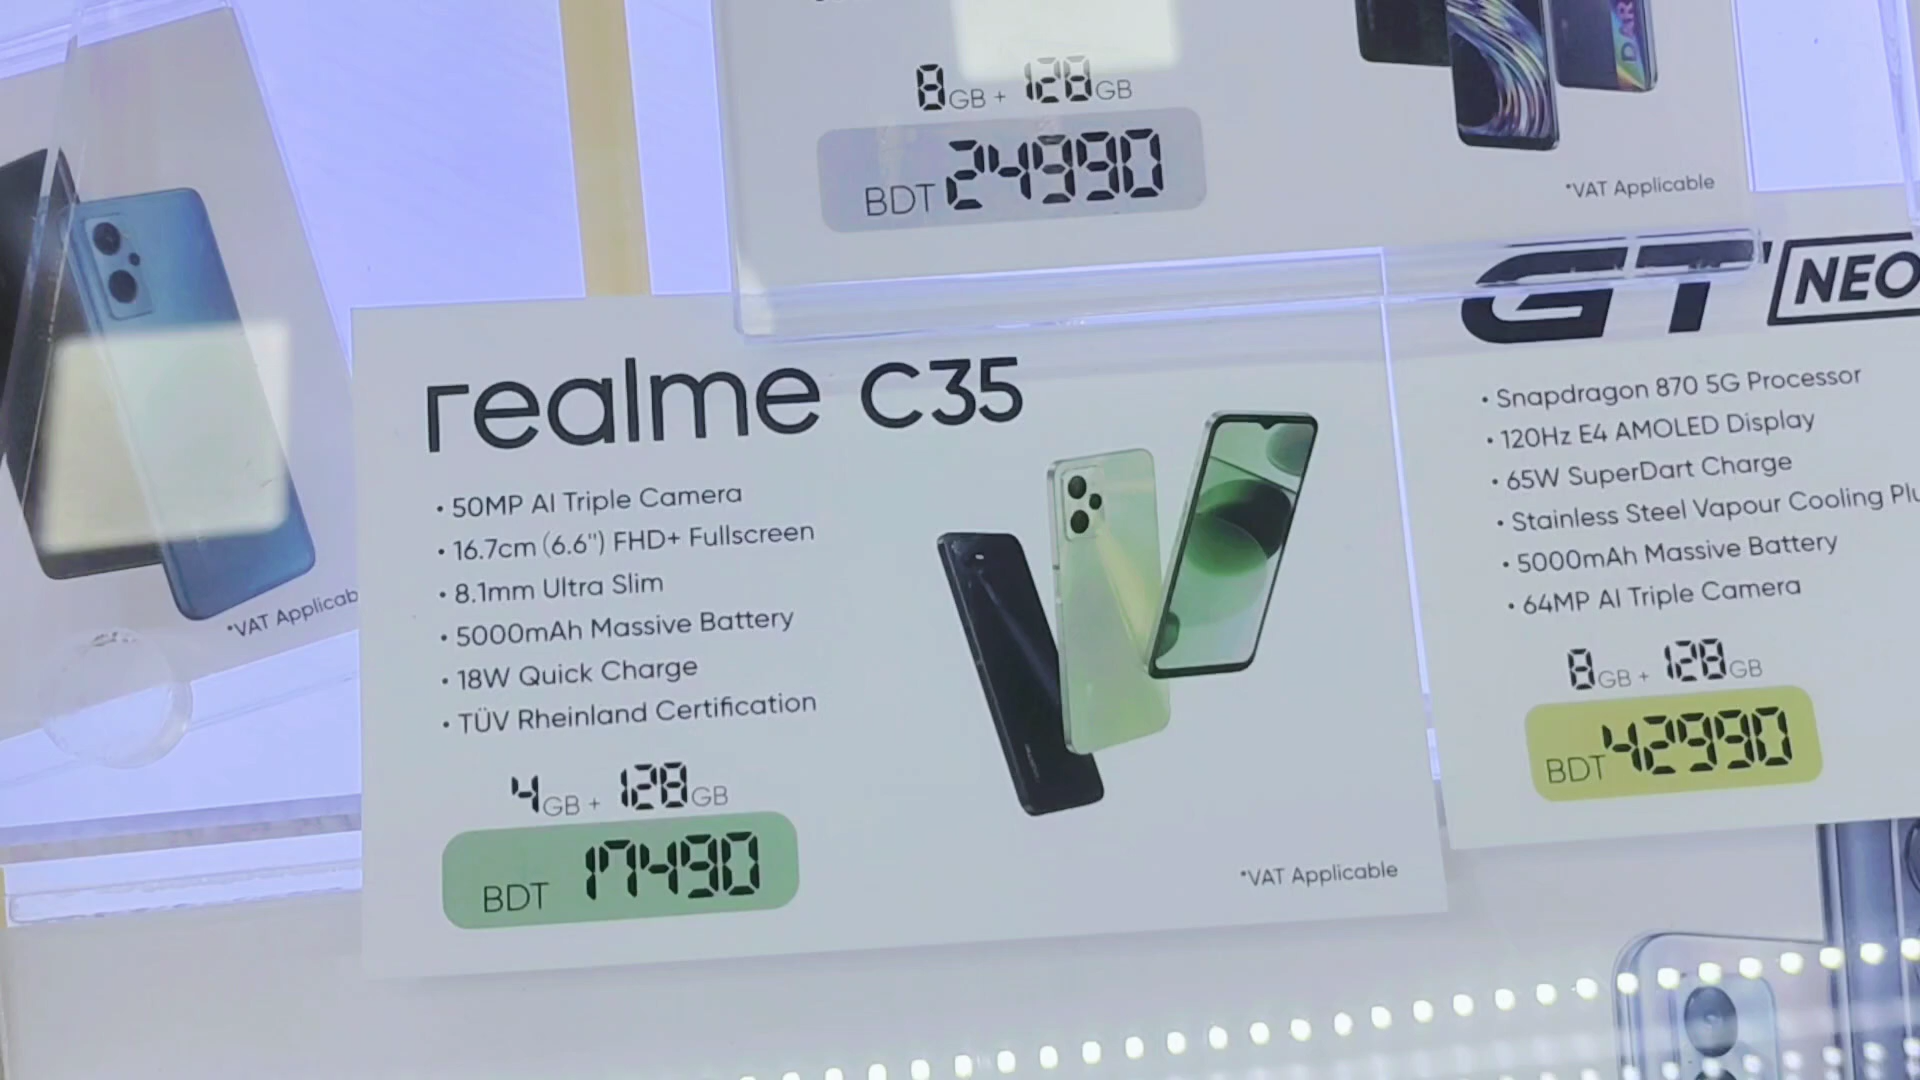 8GB + 128GB
BDT 24990
*VAT Applicable
*VAT Applicab
realme C35
• 50MP AI Triple Camera
• 16.7cm (6.6") FHD+ Fullscreen
• 8.1mm Ultra Slim
• 5000mAh Massive Battery
• 18W Quick Charge
• TÜV Rheinland Certification
4GB + 128GB
BDT 17490
*VAT Applicable
GT NEO
• Snapdragon 870 5G Processor
• 120Hz E4 AMOLED Display
• 65W SuperDart Charge
• Stainless Steel Vapour Cooling Plu
• 5000mAh Massive Battery
• 64MP AI Triple Camera
8GB + 128GB
BDT 42990